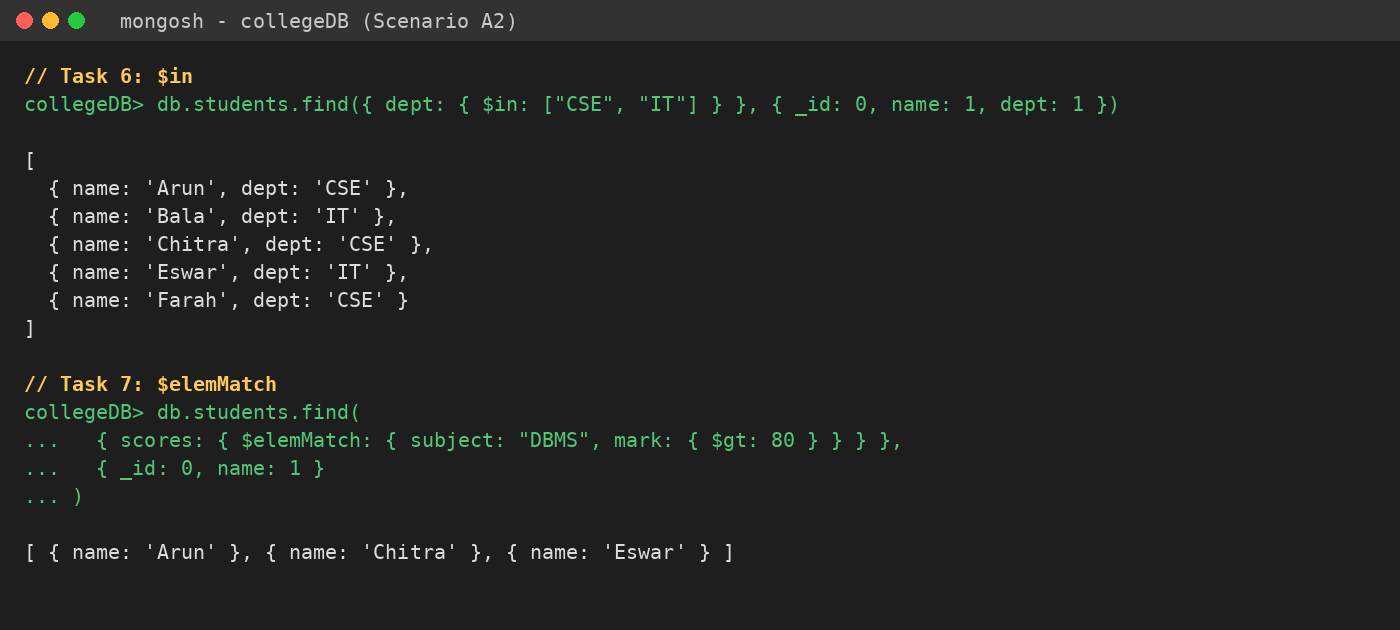 mongosh - collegeDB (Scenario A2)
// Task 6: $in
collegeDB> db.students.find({ dept: { $in: ["CSE", "IT"] } }, { _id: 0, name: 1, dept: 1 })
[
  { name: 'Arun', dept: 'CSE' },
  { name: 'Bala', dept: 'IT' },
  { name: 'Chitra', dept: 'CSE' },
  { name: 'Eswar', dept: 'IT' },
  { name: 'Farah', dept: 'CSE' }
]
// Task 7: $elemMatch
collegeDB> db.students.find(
...   { scores: { $elemMatch: { subject: "DBMS", mark: { $gt: 80 } } } },
...   { _id: 0, name: 1 }
... )
[ { name: 'Arun' }, { name: 'Chitra' }, { name: 'Eswar' } ]